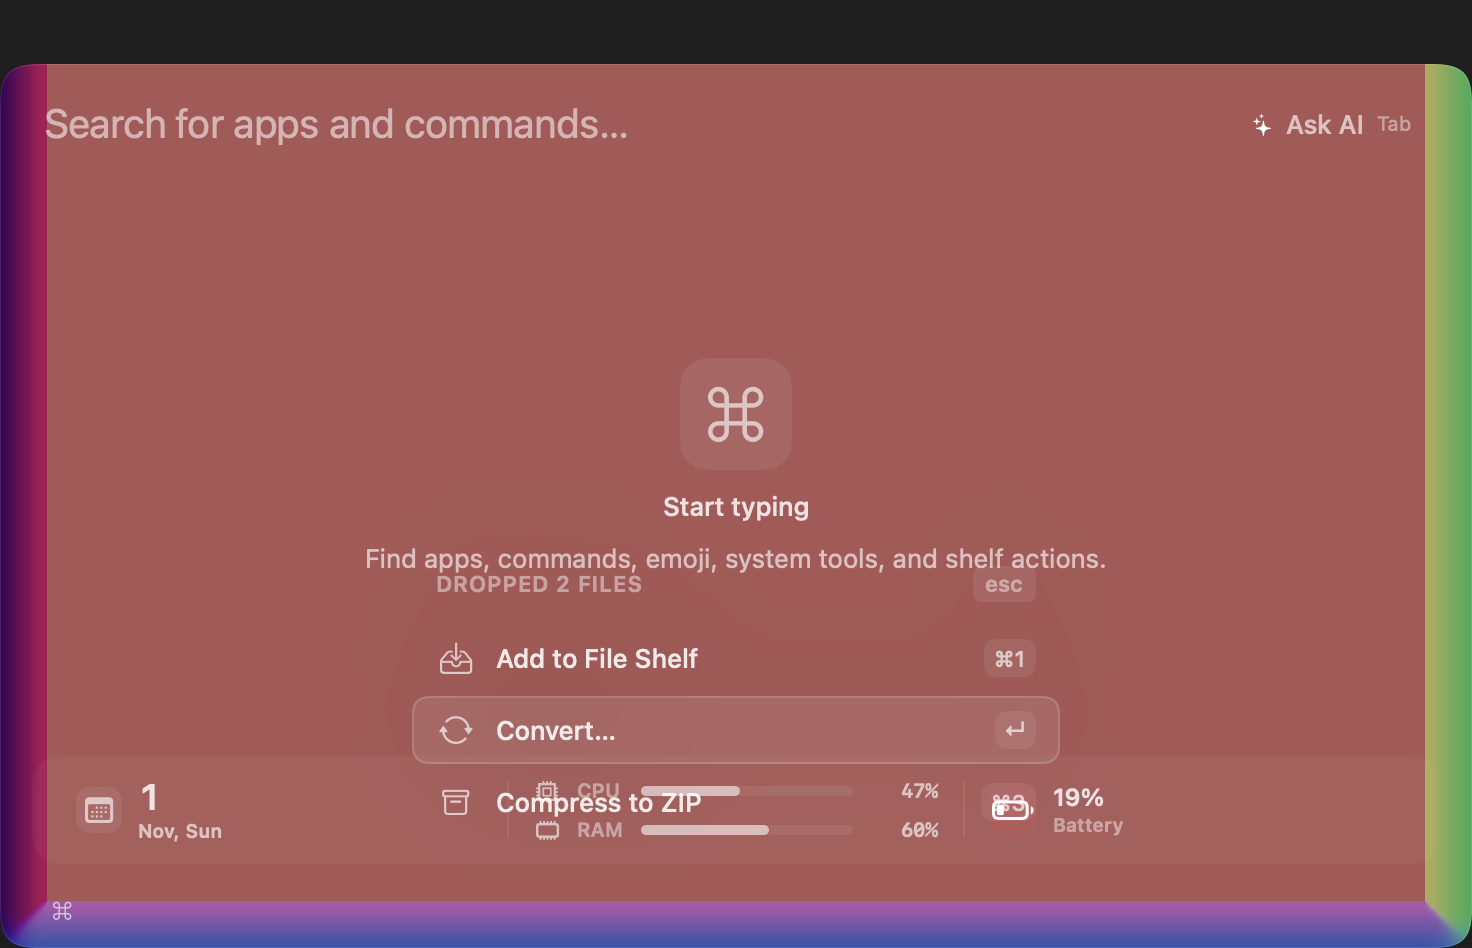 Search for apps and commands...
Ask AI Tab
Start typing
Find apps, commands, emoji, system tools, and shelf actions.
DROPPED 2 FILES esc
Add to File Shelf ⌘1
Convert...
Compress to ZIP ⌘3
1
Nov, Sun
CPU 47%
RAM 60%
19%
Battery